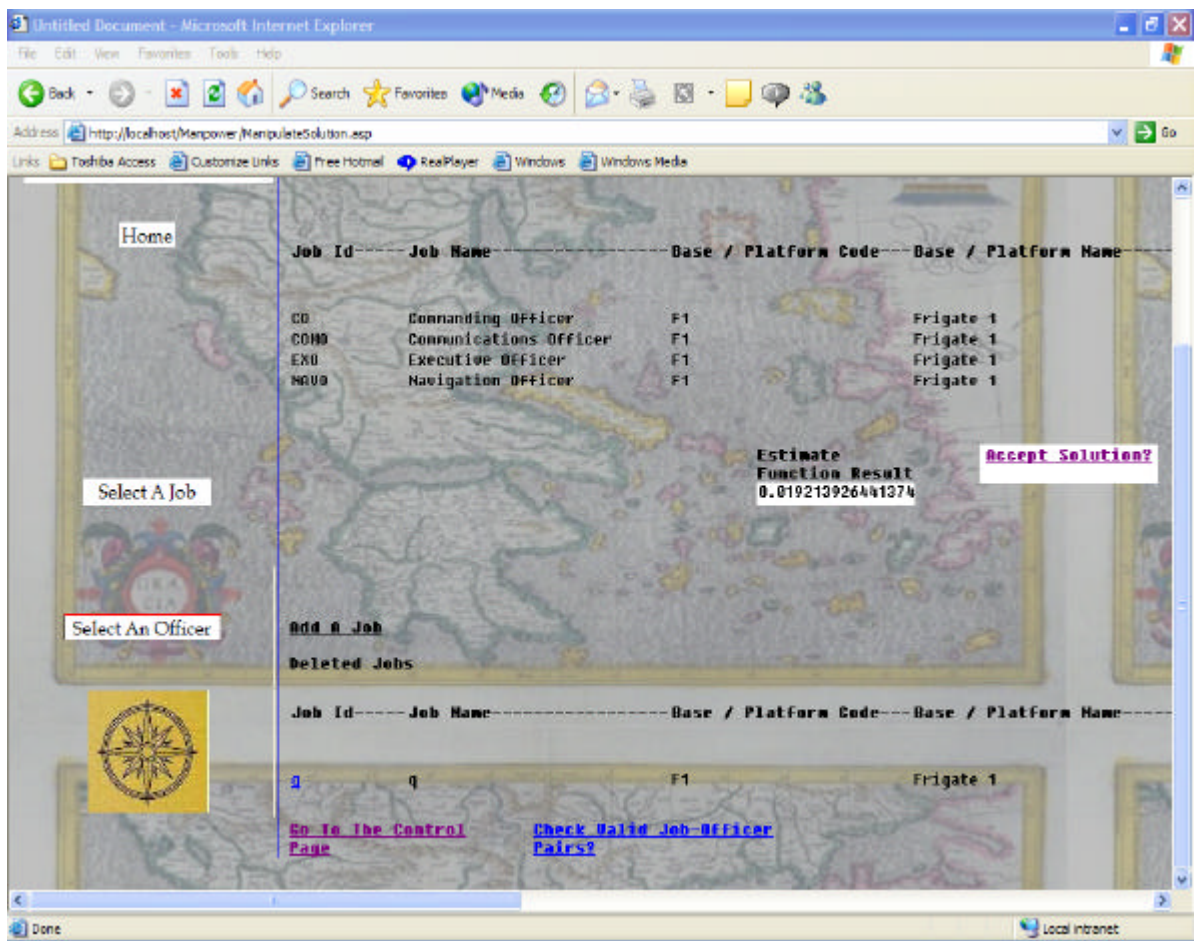 Untitled Document - Microsoft Internet Explorer
File Edit View Favorites Tools Help
Back Search Favorites Media
Address http://localhost/Manpower/ManipulateSolution.asp Go
Links Toshiba Access Customize Links Free Hotmail RealPlayer Windows Windows Media
Home
Job Id-----Job Name------------------Base / Platform Code---Base / Platform Name-----
CO Commanding Officer F1 Frigate 1
COMO Communications Officer F1 Frigate 1
EXO Executive Officer F1 Frigate 1
NAVO Navigation Officer F1 Frigate 1
Estimate
Function Result
0.019213926441374
Accept Solution?
Select A Job
Select An Officer
Add A Job
Deleted Jobs
Job Id-----Job Name------------------Base / Platform Code---Base / Platform Name-----
q q F1 Frigate 1
Go To The Control
Page
Check Valid Job-Officer
Pairs?
Done Local intranet